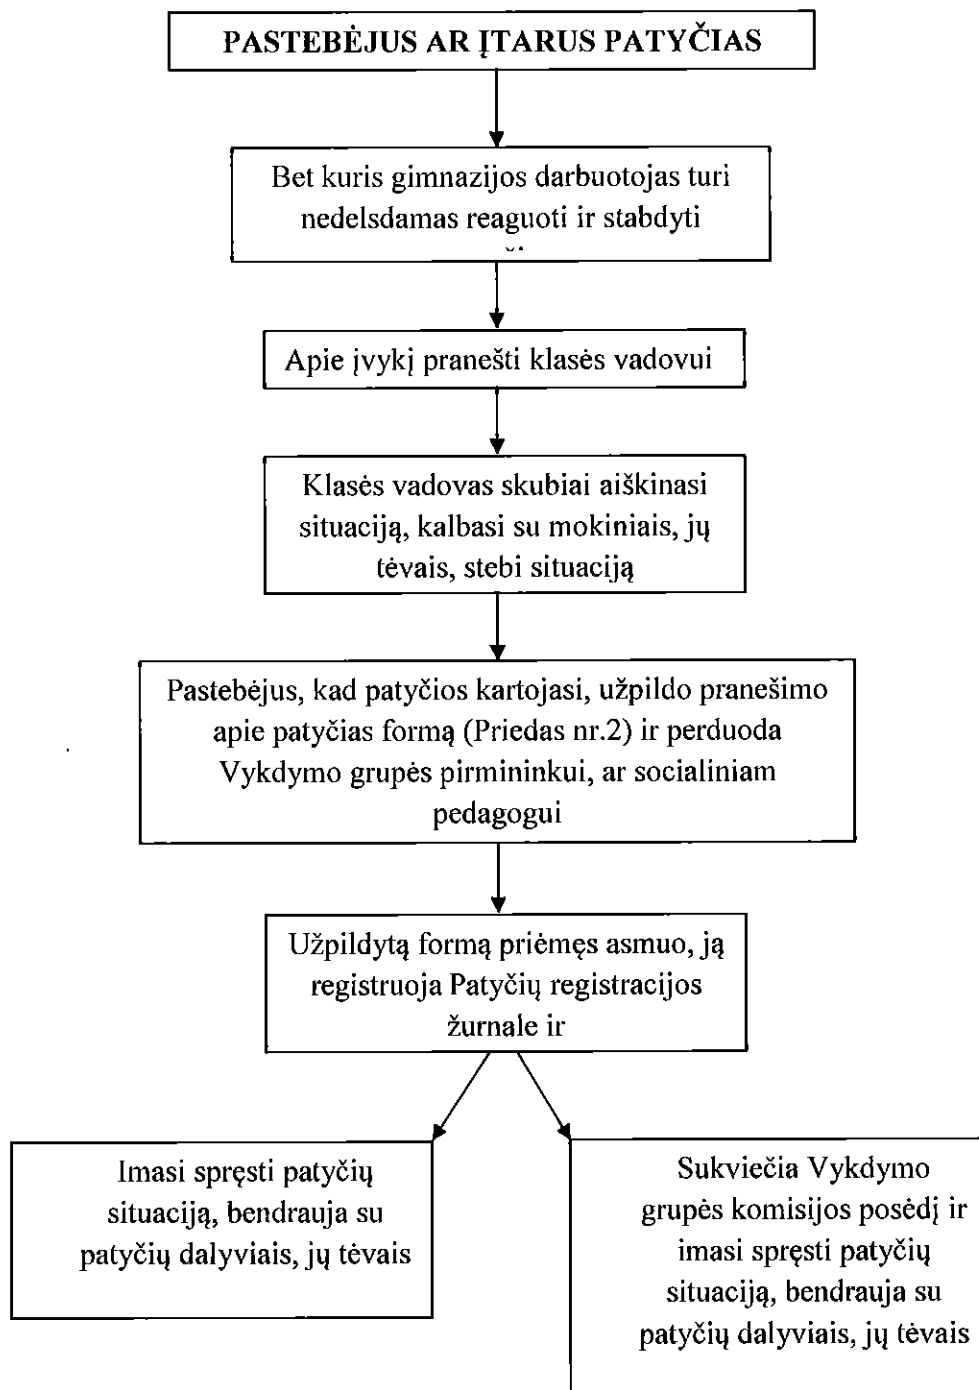 PASTEBĖJUS AR ĮTARUS PATYČIAS
Bet kuris gimnazijos darbuotojas turi
nedelsdamas reaguoti ir stabdyti
Apie įvykį pranešti klasės vadovui
Klasės vadovas skubiai aiškinasi
situaciją, kalbasi su mokiniais, jų
tėvais, stebi situaciją
Pastebėjus, kad patyčios kartojasi, užpildo pranešimo
apie patyčias formą (Priedas nr.2) ir perduoda
Vykdymo grupės pirmininkui, ar socialiniam
pedagogui
Užpildytą formą priėmęs asmuo, ją
registruoja Patyčių registracijos
žurnale ir
Imasi spręsti patyčių
situaciją, bendrauja su
patyčių dalyviais, jų tėvais
Sukviečia Vykdymo
grupės komisijos posėdį ir
imasi spręsti patyčių
situaciją, bendrauja su
patyčių dalyviais, jų tėvais